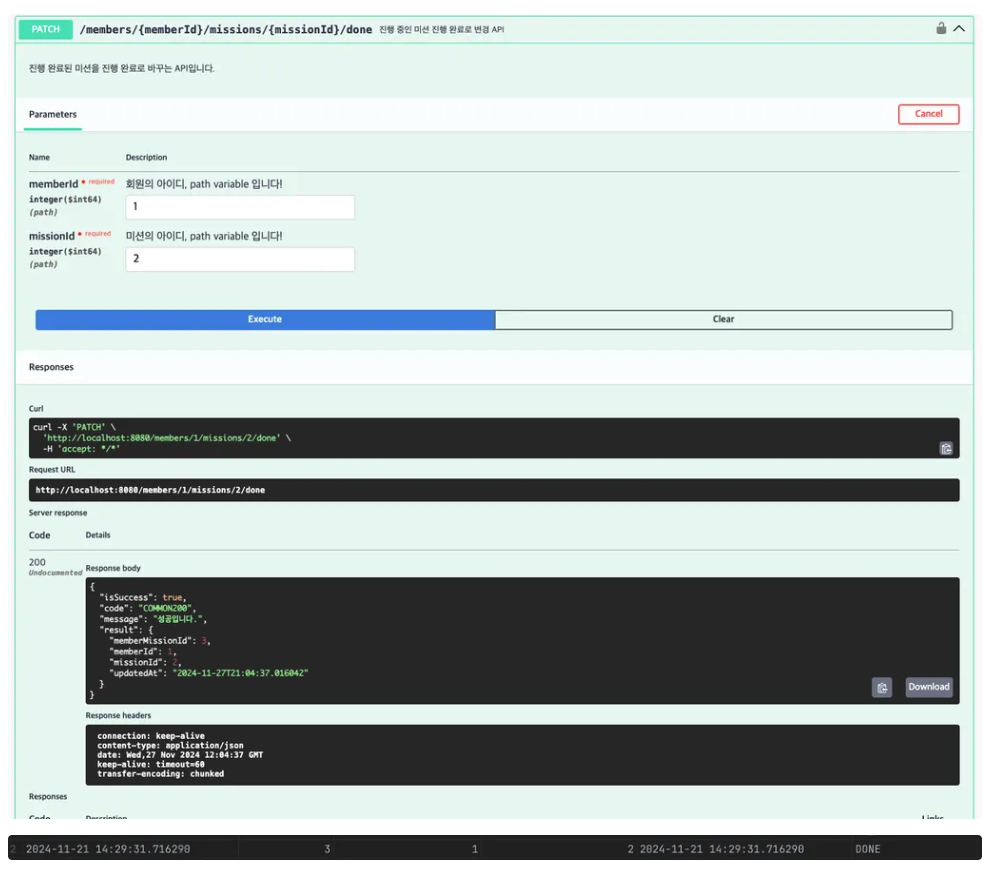 PATCH /members/{memberId}/missions/{missionId}/done 진행 중인 미션 진행 완료로 변경 API
진행 완료된 미션을 진행 완료로 바꾸는 API입니다.
Parameters Cancel
Name Description
memberId * required 회원의 아이디, path variable 입니다!
integer($int64) 1
(path)
missionId * required 미션의 아이디, path variable 입니다!
integer($int64) 2
(path)
Execute Clear
Responses
Curl
curl -X 'PATCH' \
'http://localhost:8080/members/1/missions/2/done' \
-H 'accept: */*'
Request URL
http://localhost:8080/members/1/missions/2/done
Server response
Code Details
200
Undocumented Response body
{
"isSuccess": true,
"code": "COMMON200",
"message": "성공입니다.",
"result": {
"memberMissionId": 3,
"memberId": 1,
"missionId": 2,
"updatedAt": "2024-11-27T21:04:37.016042"
}
}
Download
Response headers
connection: keep-alive
content-type: application/json
date: Wed,27 Nov 2024 12:04:37 GMT
keep-alive: timeout=60
transfer-encoding: chunked
Responses
Code Description Links
2 2024-11-21 14:29:31.716290 3 1 2 2024-11-21 14:29:31.716290 DONE